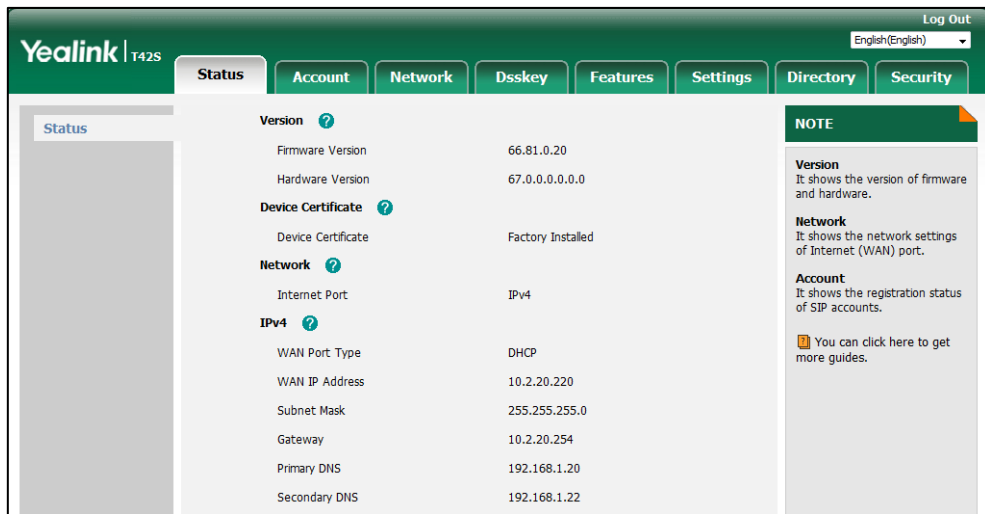 Log Out
Yealink T42S
English(English)
Status Account Network Dsskey Features Settings Directory Security
Status
Version ?
Firmware Version 66.81.0.20
Hardware Version 67.0.0.0.0.0.0
Device Certificate ?
Device Certificate Factory Installed
Network ?
Internet Port IPv4
IPv4 ?
WAN Port Type DHCP
WAN IP Address 10.2.20.220
Subnet Mask 255.255.255.0
Gateway 10.2.20.254
Primary DNS 192.168.1.20
Secondary DNS 192.168.1.22
NOTE
Version
It shows the version of firmware
and hardware.
Network
It shows the network settings
of Internet (WAN) port.
Account
It shows the registration status
of SIP accounts.
? You can click here to get
more guides.